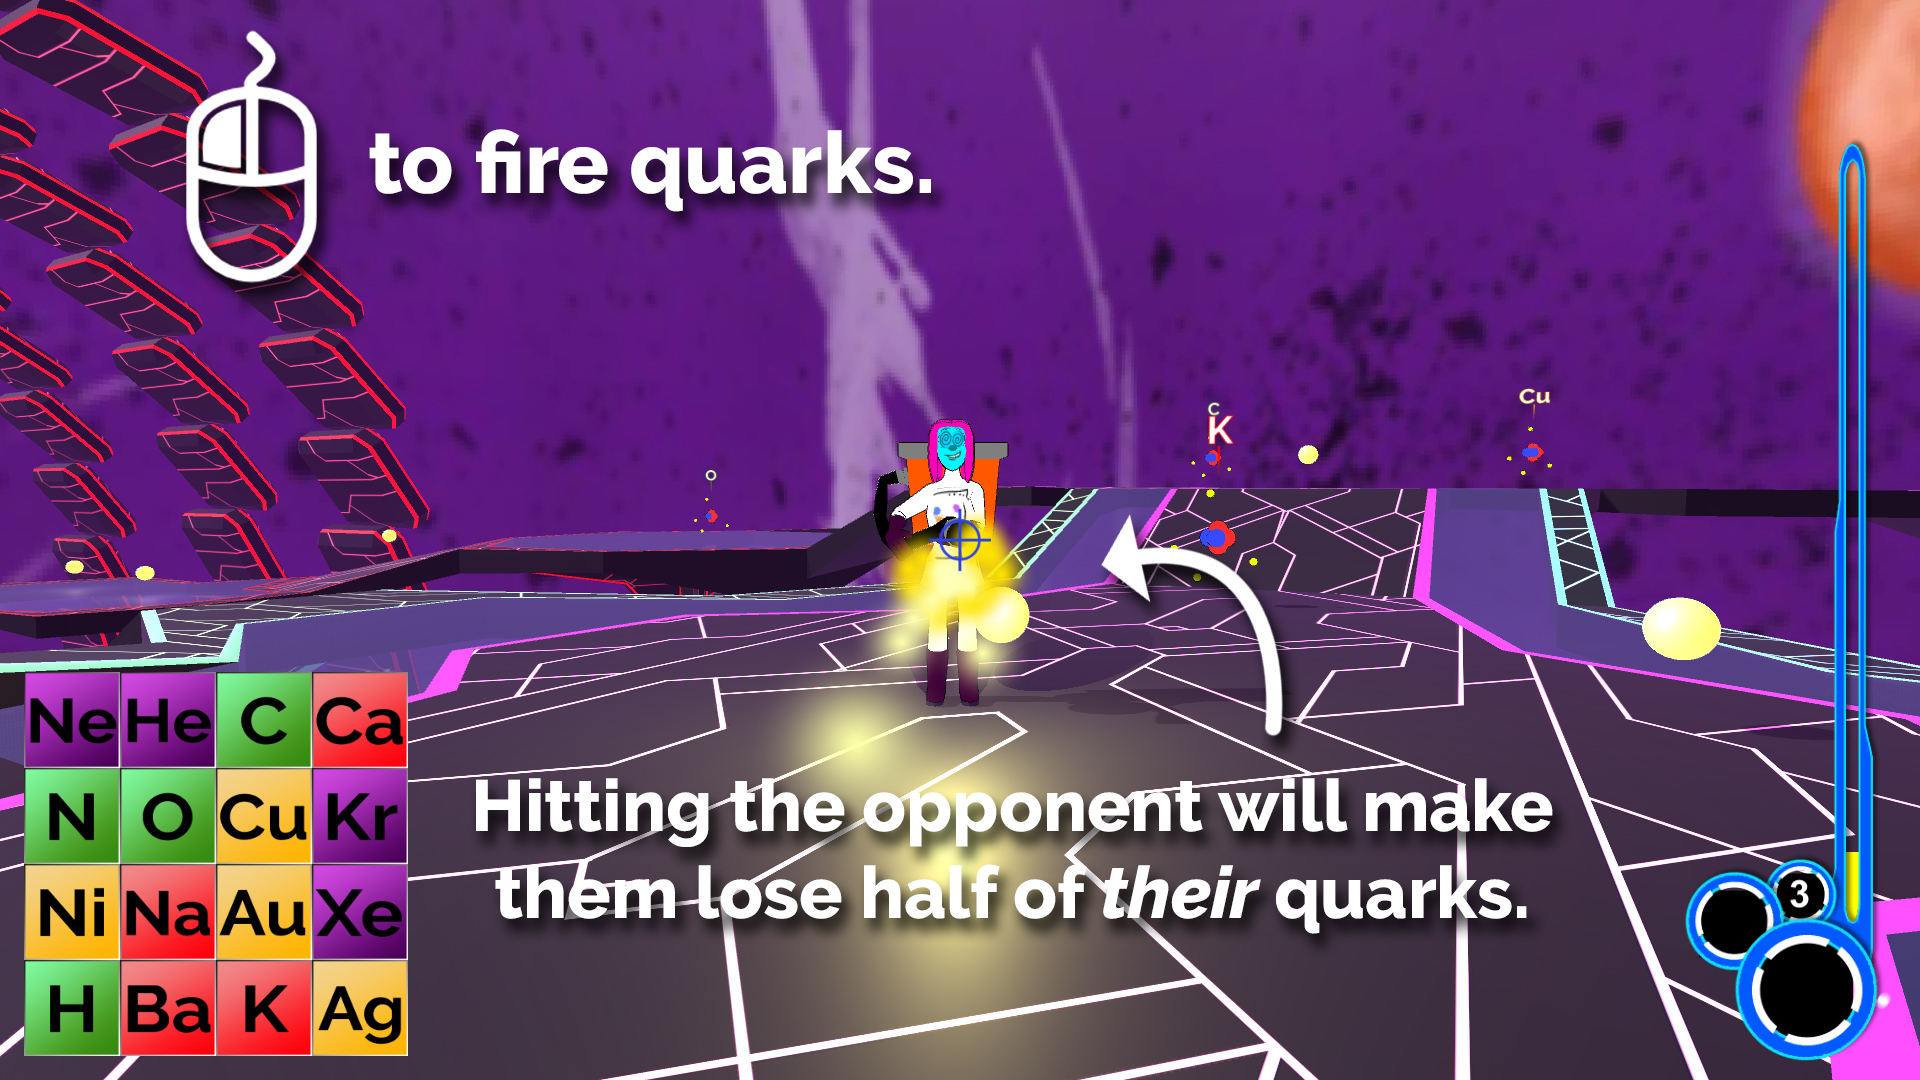 to fire quarks.
C
K
Cu
O
Ne He C Ca
N O Cu Kr
Ni Na Au Xe
H Ba K Ag
Hitting the opponent will make
them lose half of their quarks.
3